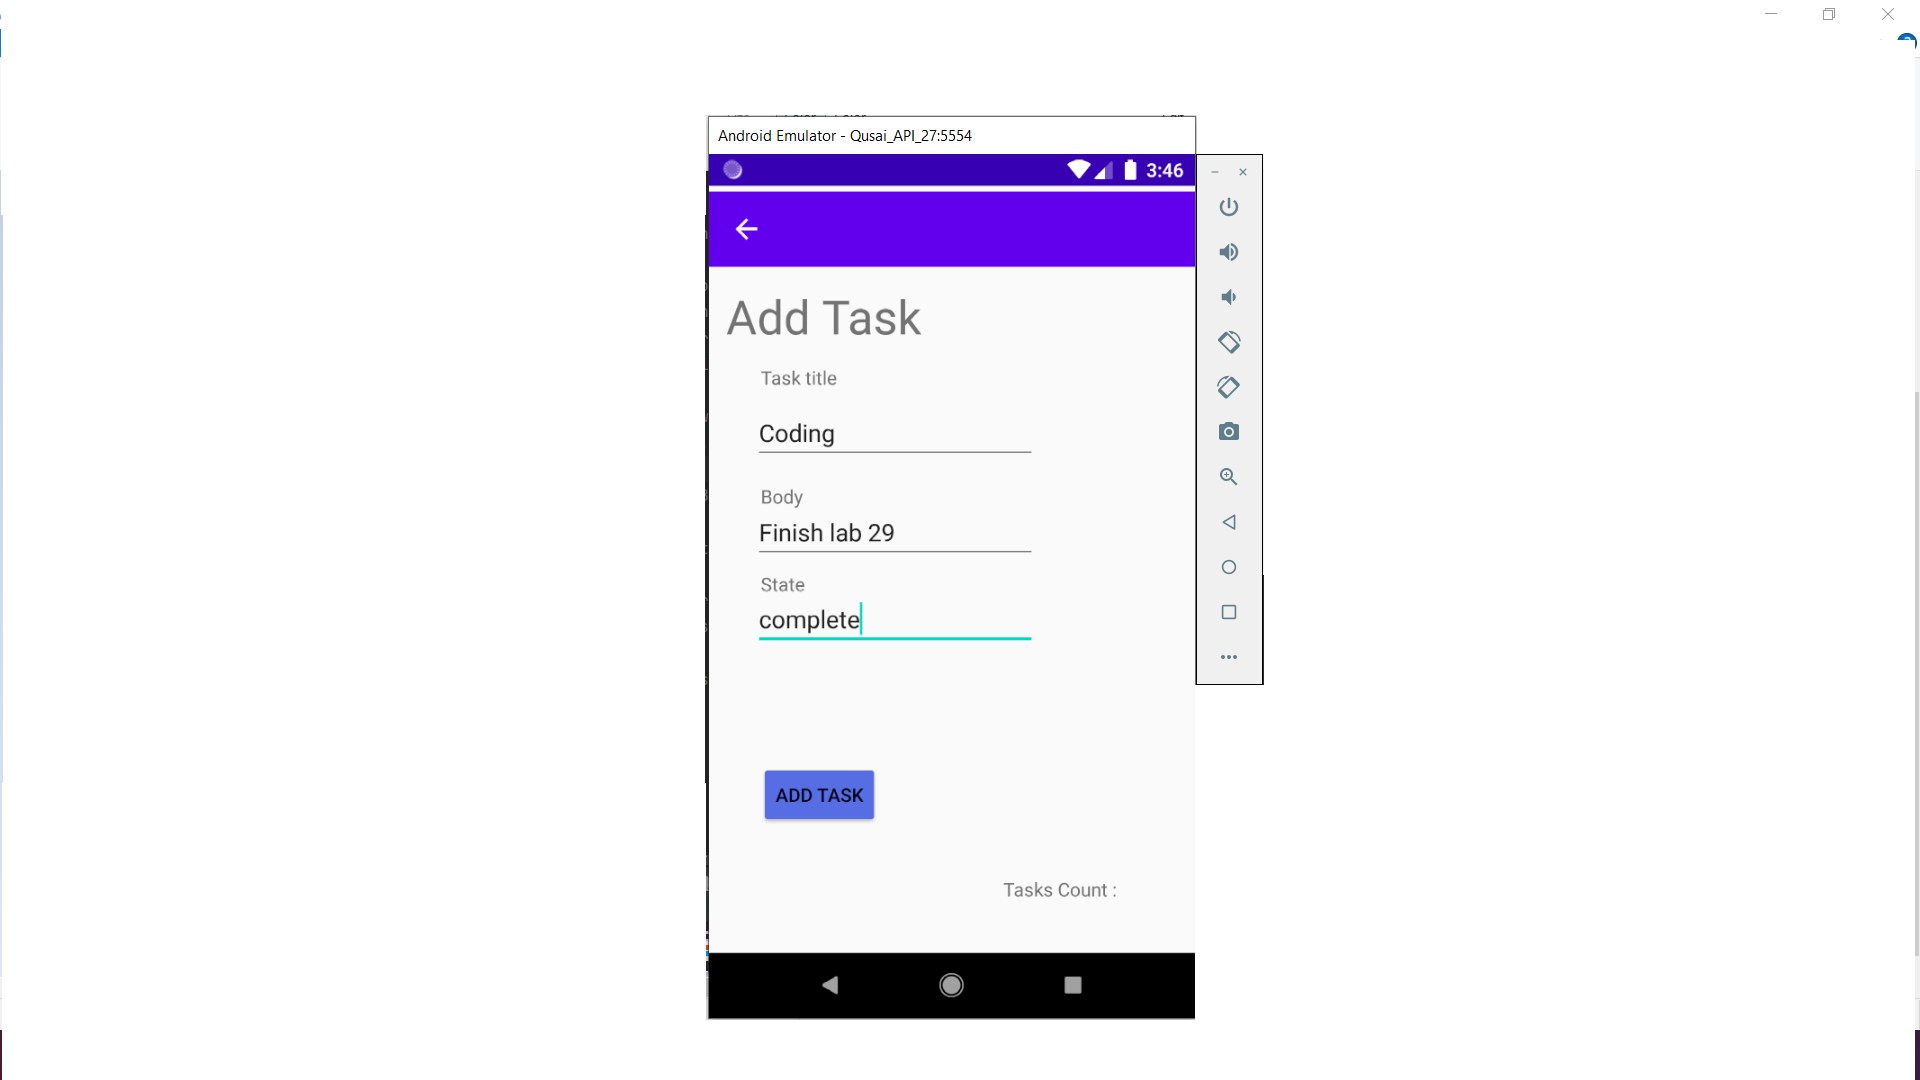 Android Emulator - Qusai_API_27:5554
3:46
Add Task
Task title
Coding
Body
Finish lab 29
State
complete
ADD TASK
Tasks Count :